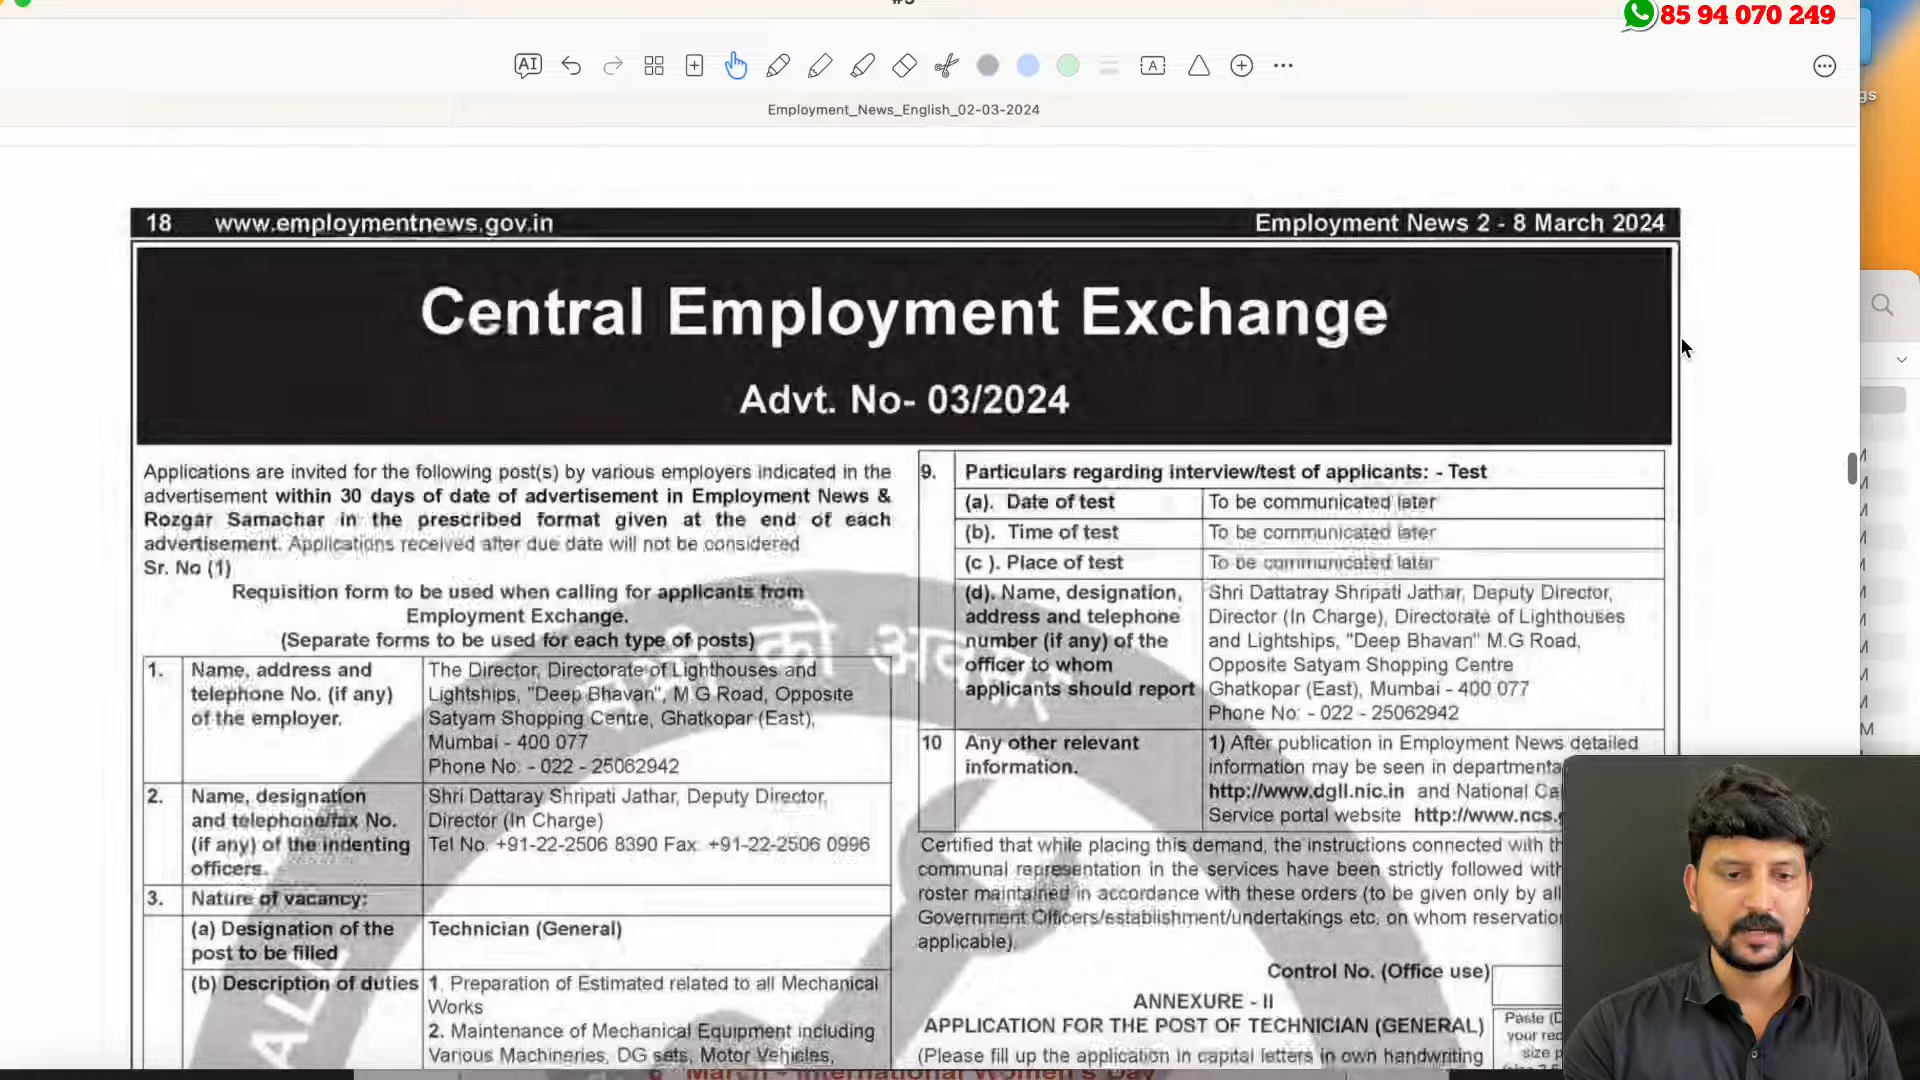 85 94 070 249
AI
A
Employment_News_English_02-03-2024
gs
18 www.employmentnews.gov.in Employment News 2 - 8 March 2024
Central Employment Exchange
Advt. No- 03/2024
Applications are invited for the following post(s) by various employers indicated in the
advertisement within 30 days of date of advertisement in Employment News &
Rozgar Samachar in the prescribed format given at the end of each
advertisement. Applications received after due date will not be considered
Sr. No (1)
Requisition form to be used when calling for applicants from
Employment Exchange.
(Separate forms to be used for each type of posts)
1. Name, address and
telephone No. (if any)
of the employer.
The Director, Directorate of Lighthouses and
Lightships, "Deep Bhavan", M.G Road, Opposite
Satyam Shopping Centre, Ghatkopar (East),
Mumbai - 400 077
Phone No: - 022 - 25062942
2. Name, designation
and telephone/fax No.
(if any) of the indenting
officers.
Shri Dattaray Shripati Jathar, Deputy Director,
Director (In Charge)
Tel No. +91-22-2506 8390 Fax +91-22-2506 0996
3. Nature of vacancy:
(a) Designation of the
post to be filled
Technician (General)
(b) Description of duties
1. Preparation of Estimated related to all Mechanical
Works
2. Maintenance of Mechanical Equipment including
Various Machineries, DG sets, Motor Vehicles,
9. Particulars regarding interview/test of applicants: - Test
(a). Date of test To be communicated later
(b). Time of test To be communicated later
(c ). Place of test To be communicated later
(d). Name, designation,
address and telephone
number (if any) of the
officer to whom
applicants should report
Shri Dattatray Shripati Jathar, Deputy Director,
Director (In Charge), Directorate of Lighthouses
and Lightships, "Deep Bhavan" M.G Road,
Opposite Satyam Shopping Centre
Ghatkopar (East), Mumbai - 400 077
Phone No: - 022 - 25062942
10 Any other relevant
information.
1) After publication in Employment News detailed
information may be seen in departmenta
http://www.dgll.nic.in and National Ca
Service portal website http://www.ncs.
Certified that while placing this demand, the instructions connected with th
communal representation in the services have been strictly followed with
roster maintained in accordance with these orders (to be given only by all
Government Officers/establishment/undertakings etc, on whom reservatio
applicable).
Control No. (Office use)
ANNEXURE - II
APPLICATION FOR THE POST OF TECHNICIAN (GENERAL)
(Please fill up the application in capital letters in own handwriting
Paste (D
your rec
size p
ALL
March - International Women's Day